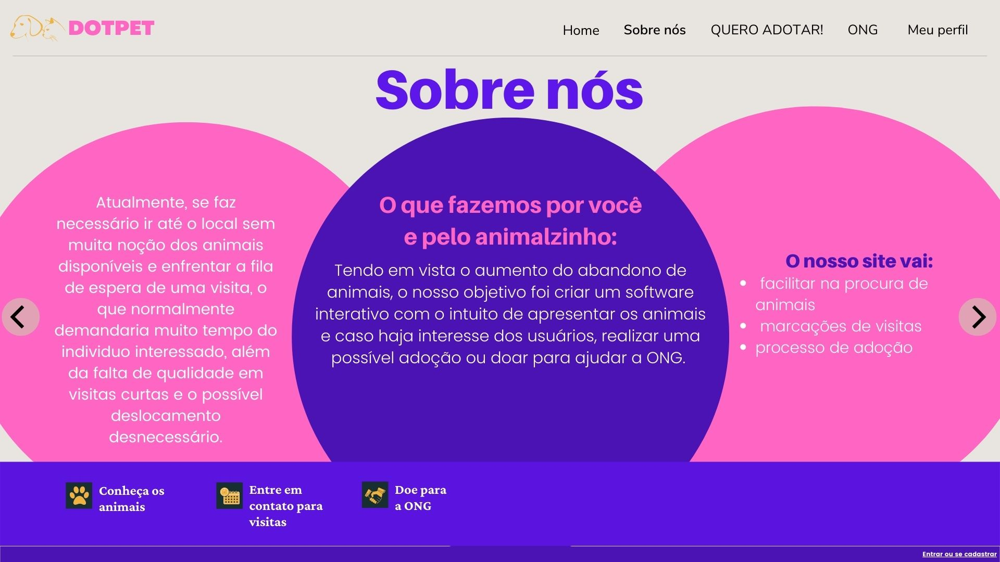 DOTPET
Home
Sobre nós
QUERO ADOTAR!
ONG
Meu perfil
Sobre nós
Atualmente, se faz
necessário ir até o local sem
muita noção dos animais
disponíveis e enfrentar a fila
de espera de uma visita, o
que normalmente
demandaria muito tempo do
individuo interessado, além
da falta de qualidade em
visitas curtas e o possível
deslocamento
desnecessário.
O que fazemos por você
e pelo animalzinho:
Tendo em vista o aumento do abandono de
animais, o nosso objetivo foi criar um software
interativo com o intuito de apresentar os animais
e caso haja interesse dos usuários, realizar uma
possível adoção ou doar para ajudar a ONG.
O nosso site vai:
• facilitar na procura de
animais
• marcações de visitas
• processo de adoção
Conheça os
animais
Entre em
contato para
visitas
Doe para
a ONG
Entrar ou se cadastrar